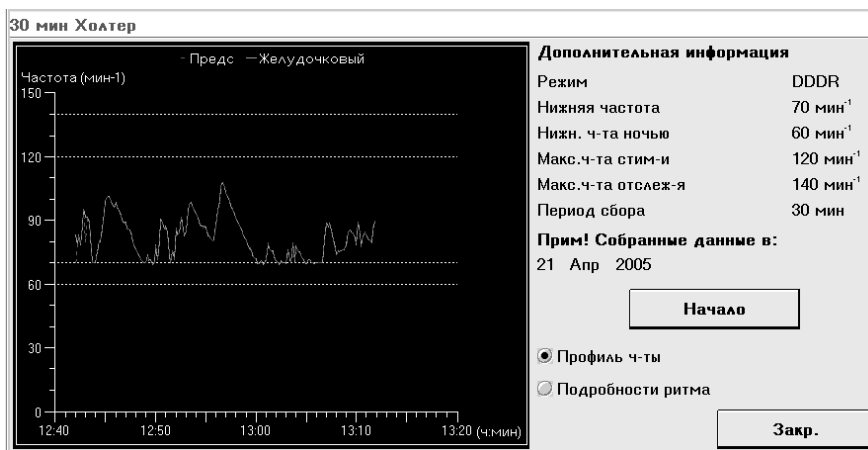 30 мин Холтер
- Предс — Желудочковый
Частота (мин-1)
150
120
90
70
60
30
0
12:40 12:50 13:00 13:10 13:20 (ч:мин)
Дополнительная информация
Режим DDDR
Нижняя частота 70 мин⁻¹
Нижн. ч-та ночью 60 мин⁻¹
Макс.ч-та стим-и 120 мин⁻¹
Макс.ч-та отслеж-я 140 мин⁻¹
Период сбора 30 мин
Прим! Собранные данные в:
21 Апр 2005
Начало
Профиль ч-ты
Подробности ритма
Закр.